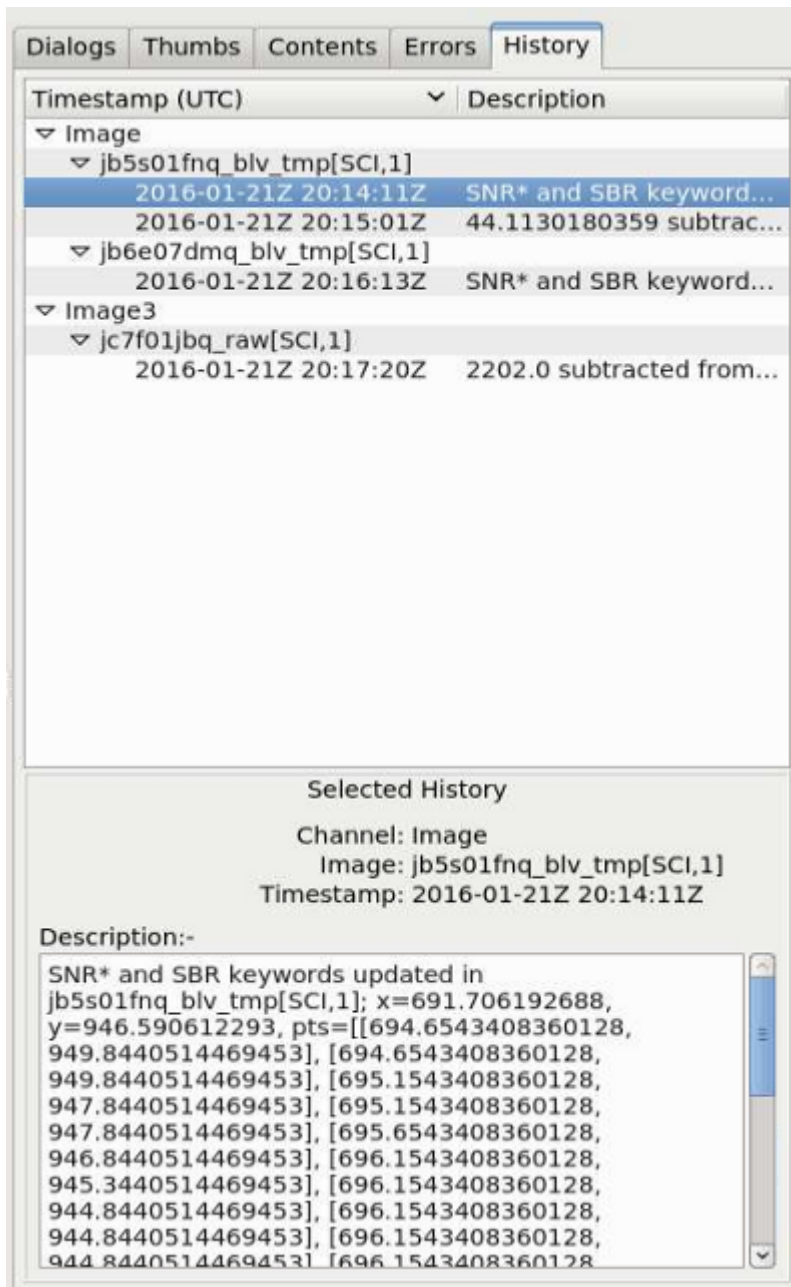 Dialogs Thumbs Contents Errors History
Timestamp (UTC) Description
Image
jb5s01fnq_blv_tmp[SCI,1]
2016-01-21Z 20:14:11Z SNR* and SBR keyword...
2016-01-21Z 20:15:01Z 44.1130180359 subtrac...
jb6e07dmq_blv_tmp[SCI,1]
2016-01-21Z 20:16:13Z SNR* and SBR keyword...
Image3
jc7f01jbq_raw[SCI,1]
2016-01-21Z 20:17:20Z 2202.0 subtracted from...
Selected History
Channel: Image
Image: jb5s01fnq_blv_tmp[SCI,1]
Timestamp: 2016-01-21Z 20:14:11Z
Description:-
SNR* and SBR keywords updated in
jb5s01fnq_blv_tmp[SCI,1]; x=691.706192688,
y=946.590612293, pts=[[694.6543408360128,
949.8440514469453], [694.6543408360128,
949.8440514469453], [695.1543408360128,
947.8440514469453], [695.1543408360128,
947.8440514469453], [695.6543408360128,
946.8440514469453], [696.1543408360128,
945.3440514469453], [696.1543408360128,
944.8440514469453], [696.1543408360128,
944.8440514469453], [696.1543408360128,
944.8440514469453], [696.1543408360128,